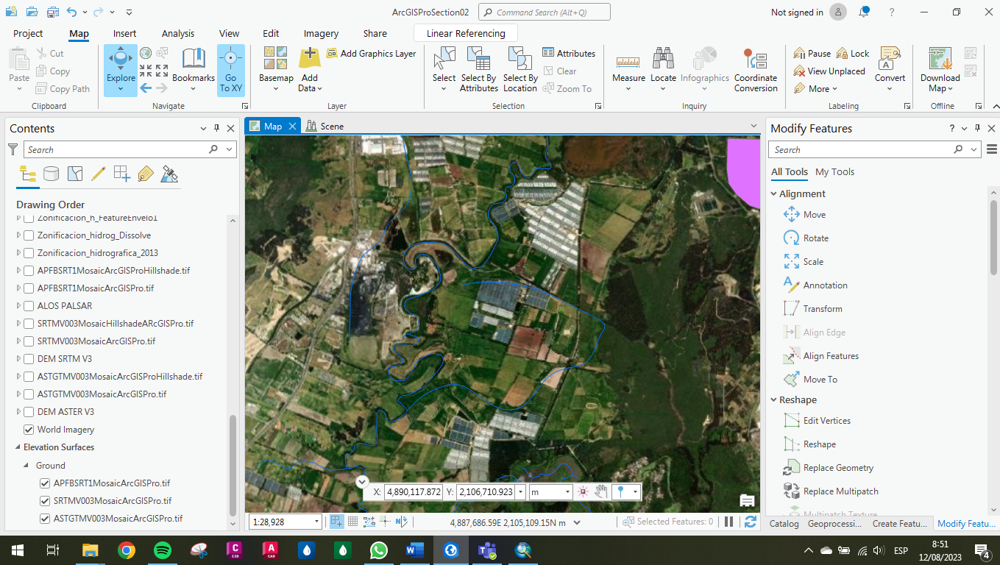 ArcGISProSection02
Command Search (Alt+Q)
Not signed in
?
Project
Map
Insert
Analysis
View
Edit
Imagery
Share
Linear Referencing
Paste
Cut
Copy
Copy Path
Clipboard
Explore
Bookmarks
Go
To XY
Navigate
Basemap
Add
Data
Add Graphics Layer
Layer
Select
Select By
Attributes
Select By
Location
Attributes
Clear
Zoom To
Selection
Measure
Locate
Infographics
Coordinate
Conversion
Inquiry
Pause
Lock
View Unplaced
More
Convert
Labeling
Download
Map
Offline
Contents
Search
Drawing Order
Zonificacion_h_FeatureEnvelo1
Zonificacion_hidrog_Dissolve
Zonificacion_hidrografica_2013
APFBSRT1MosaicArcGISProHillshade.tif
APFBSRT1MosaicArcGISPro.tif
ALOS PALSAR
SRTMV003MosaicHillshadeARcGISPro.tif
SRTMV003MosaicArcGISPro.tif
DEM SRTM V3
ASTGTMV003MosaicArcGISProHillshade.tif
ASTGTMV003MosaicArcGISPro.tif
DEM ASTER V3
World Imagery
Elevation Surfaces
Ground
APFBSRT1MosaicArcGISPro.tif
SRTMV003MosaicArcGISPro.tif
ASTGTMV003MosaicArcGISPro.tif
Map
Scene
X: 4,890,117.872 Y: 2,106,710.923 m
1:28,928
4,887,686.59E 2,105,109.15N m
Selected Features: 0
Modify Features
?
Search
All Tools
My Tools
Alignment
Move
Rotate
Scale
Annotation
Transform
Align Edge
Align Features
Move To
Reshape
Edit Vertices
Reshape
Replace Geometry
Replace Multipatch
Multipatch Texture
Catalog
Geoprocessi...
Create Featu...
Modify Featu...
C
C3D
A
CAD
W
ESP
8:51
12/08/2023
4